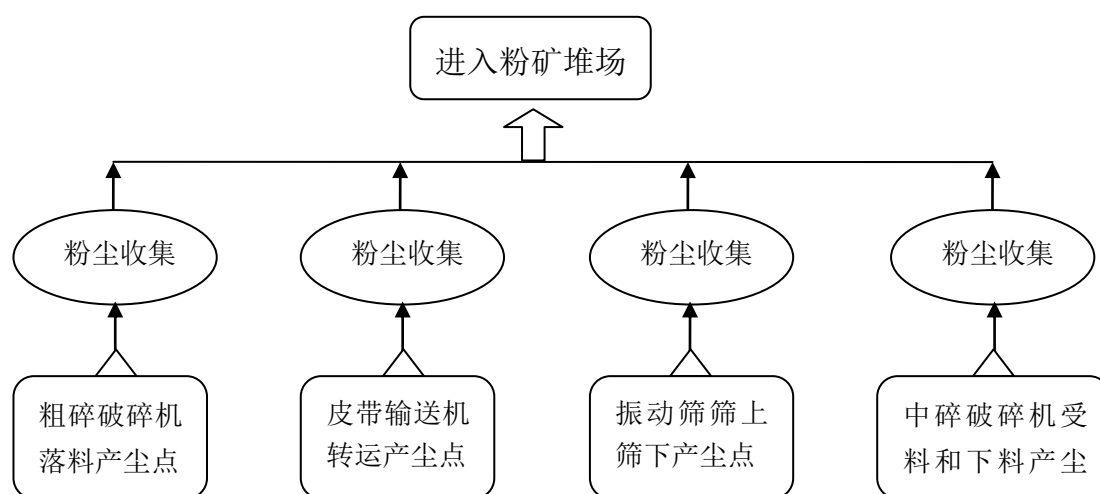 进入粉矿堆场
粉尘收集
粉尘收集
粉尘收集
粉尘收集
粗碎破碎机
落料产尘点
皮带输送机
转运产尘点
振动筛筛上
筛下产尘点
中碎破碎机受
料和下料产尘